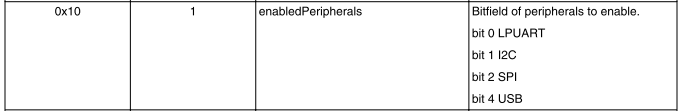 0x10 1 enabledPeripherals Bitfield of peripherals to enable.
bit 0 LPUART
bit 1 I2C
bit 2 SPI
bit 4 USB